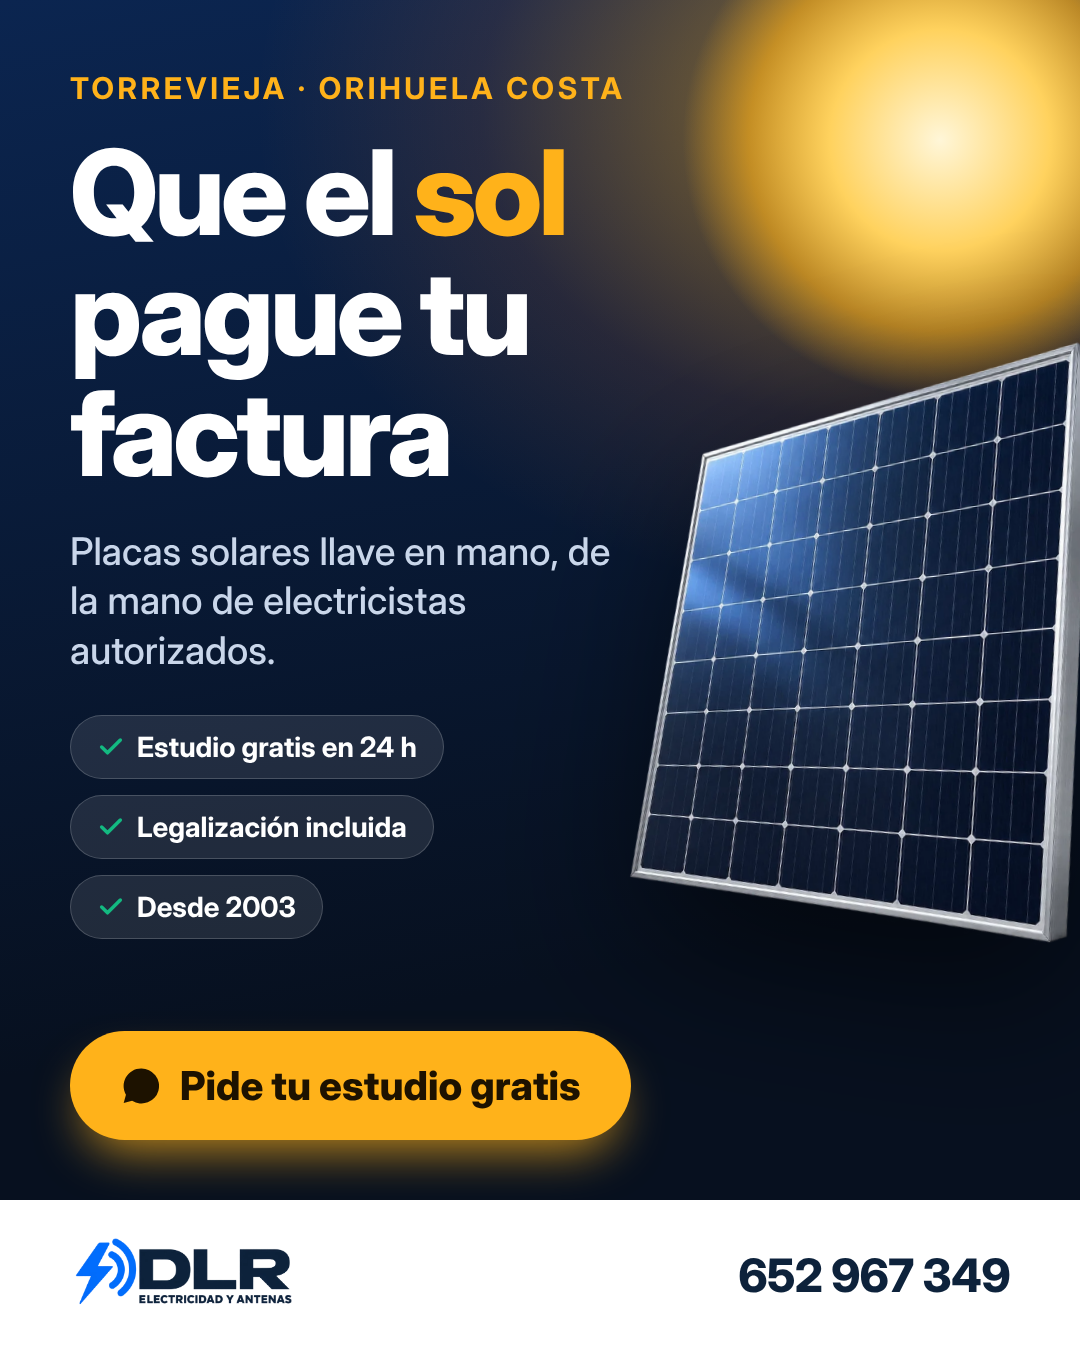 TORREVIEJA · ORIHUELA COSTA
Que el sol
pague tu
factura
Placas solares llave en mano, de
la mano de electricistas
autorizados.
Estudio gratis en 24 h
Legalización incluida
Desde 2003
Pide tu estudio gratis
DLR
ELECTRICIDAD Y ANTENAS
652 967 349